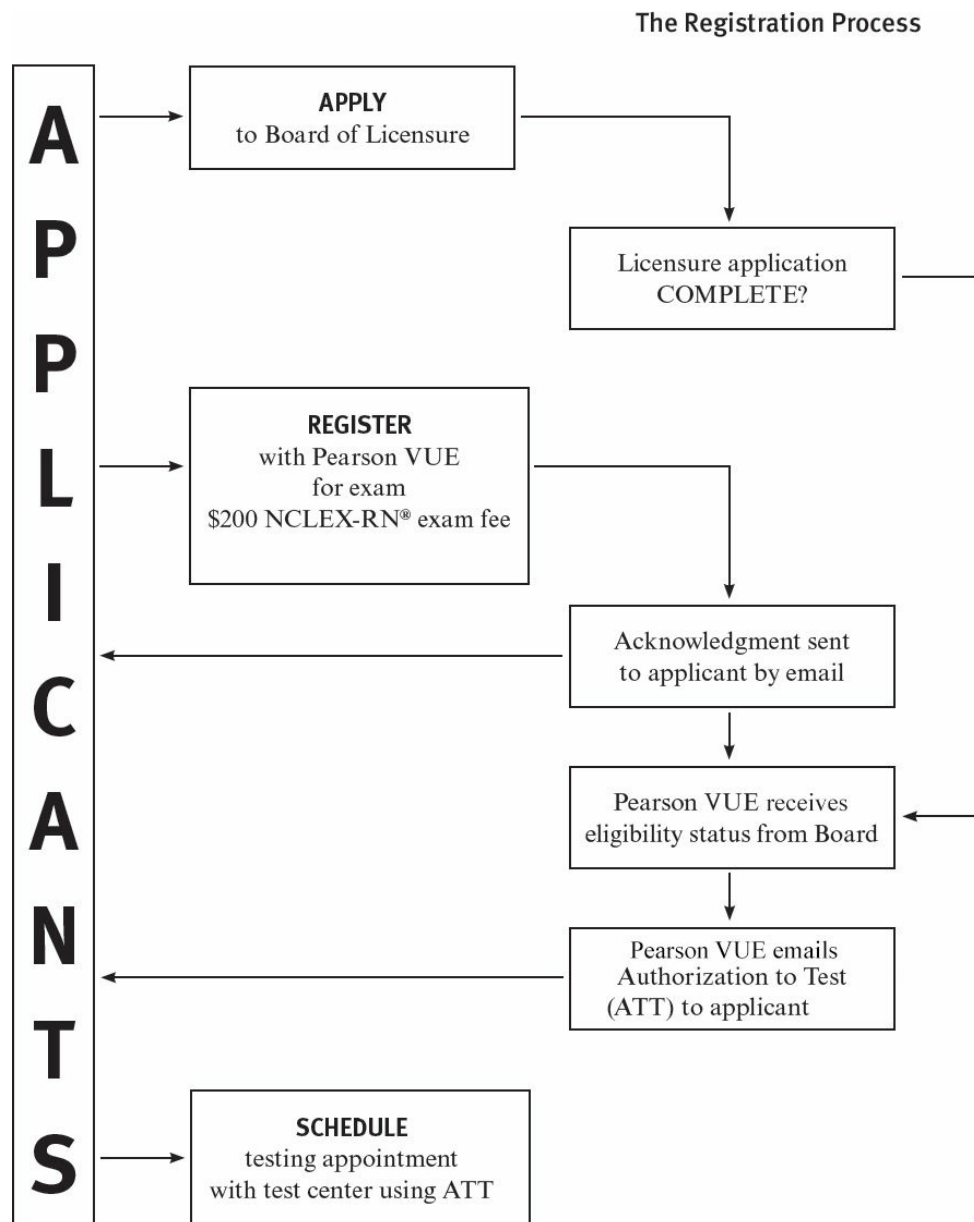 The Registration Process
APPLICANTS
APPLY
to Board of Licensure
Licensure application
COMPLETE?
REGISTER
with Pearson VUE
for exam
$200 NCLEX-RN® exam fee
Acknowledgment sent
to applicant by email
Pearson VUE receives
eligibility status from Board
Pearson VUE emails
Authorization to Test
(ATT) to applicant
SCHEDULE
testing appointment
with test center using ATT